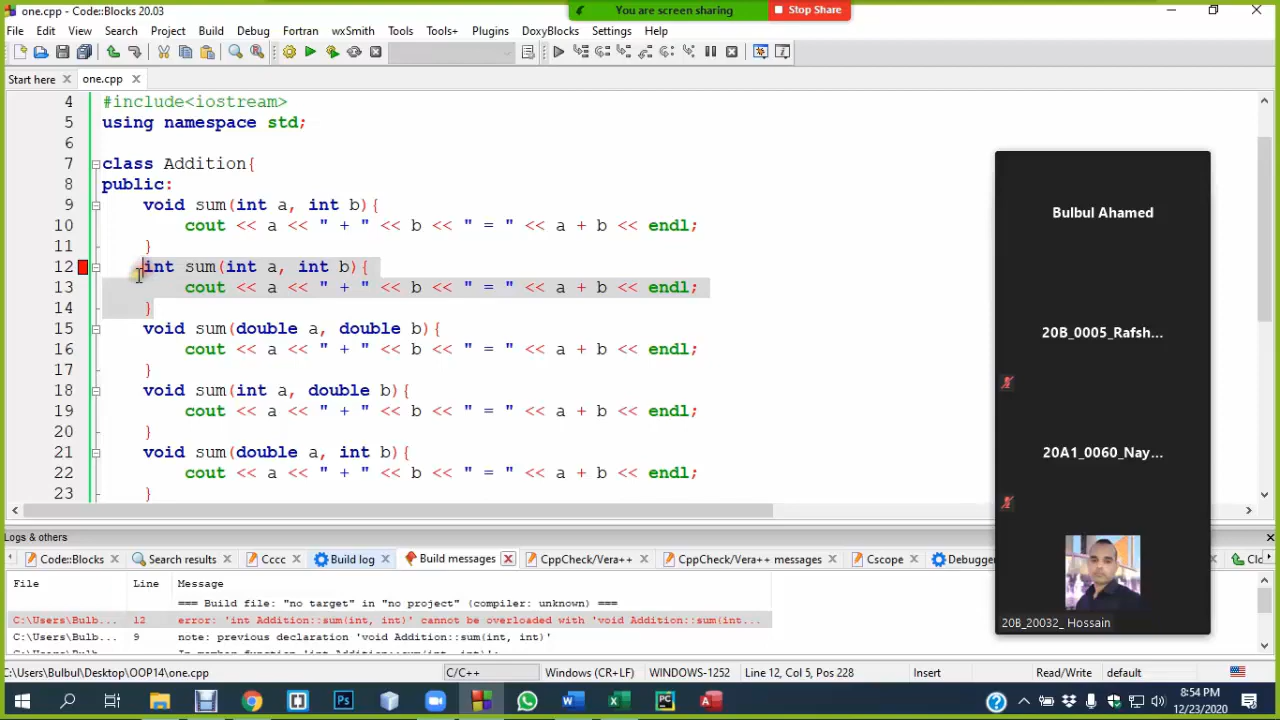 one.cpp - Code::Blocks 20.03
You are screen sharing
Stop Share
File Edit View Search Project Build Debug Fortran wxSmith Tools Tools+ Plugins DoxyBlocks Settings Help
Start here
one.cpp
4 #include<iostream>
5 using namespace std;
6
7 class Addition{
8 public:
9 void sum(int a, int b){
10 cout << a << " + " << b << " = " << a + b << endl;
11 }
12 int sum(int a, int b){
13 cout << a << " + " << b << " = " << a + b << endl;
14 }
15 void sum(double a, double b){
16 cout << a << " + " << b << " = " << a + b << endl;
17 }
18 void sum(int a, double b){
19 cout << a << " + " << b << " = " << a + b << endl;
20 }
21 void sum(double a, int b){
22 cout << a << " + " << b << " = " << a + b << endl;
23 }
Bulbul Ahamed
20B_0005_Rafsh...
20A1_0060_Nay...
20B_20032_ Hossain
Logs & others
Code::Blocks Search results Cccc Build log Build messages CppCheck/Vera++ CppCheck/Vera++ messages Cscope Debugge Clo
File Line Message
=== Build file: "no target" in "no project" (compiler: unknown) ===
C:\Users\Bulb... 12 error: 'int Addition::sum(int, int)' cannot be overloaded with 'void Addition::sum(int...
C:\Users\Bulb... 9 note: previous declaration 'void Addition::sum(int, int)'
C:\Users\Bulbul\Desktop\OOP14\one.cpp C/C++ Windows (CR+LF) WINDOWS-1252 Line 12, Col 5, Pos 228 Insert Read/Write default
8:54 PM
12/23/2020